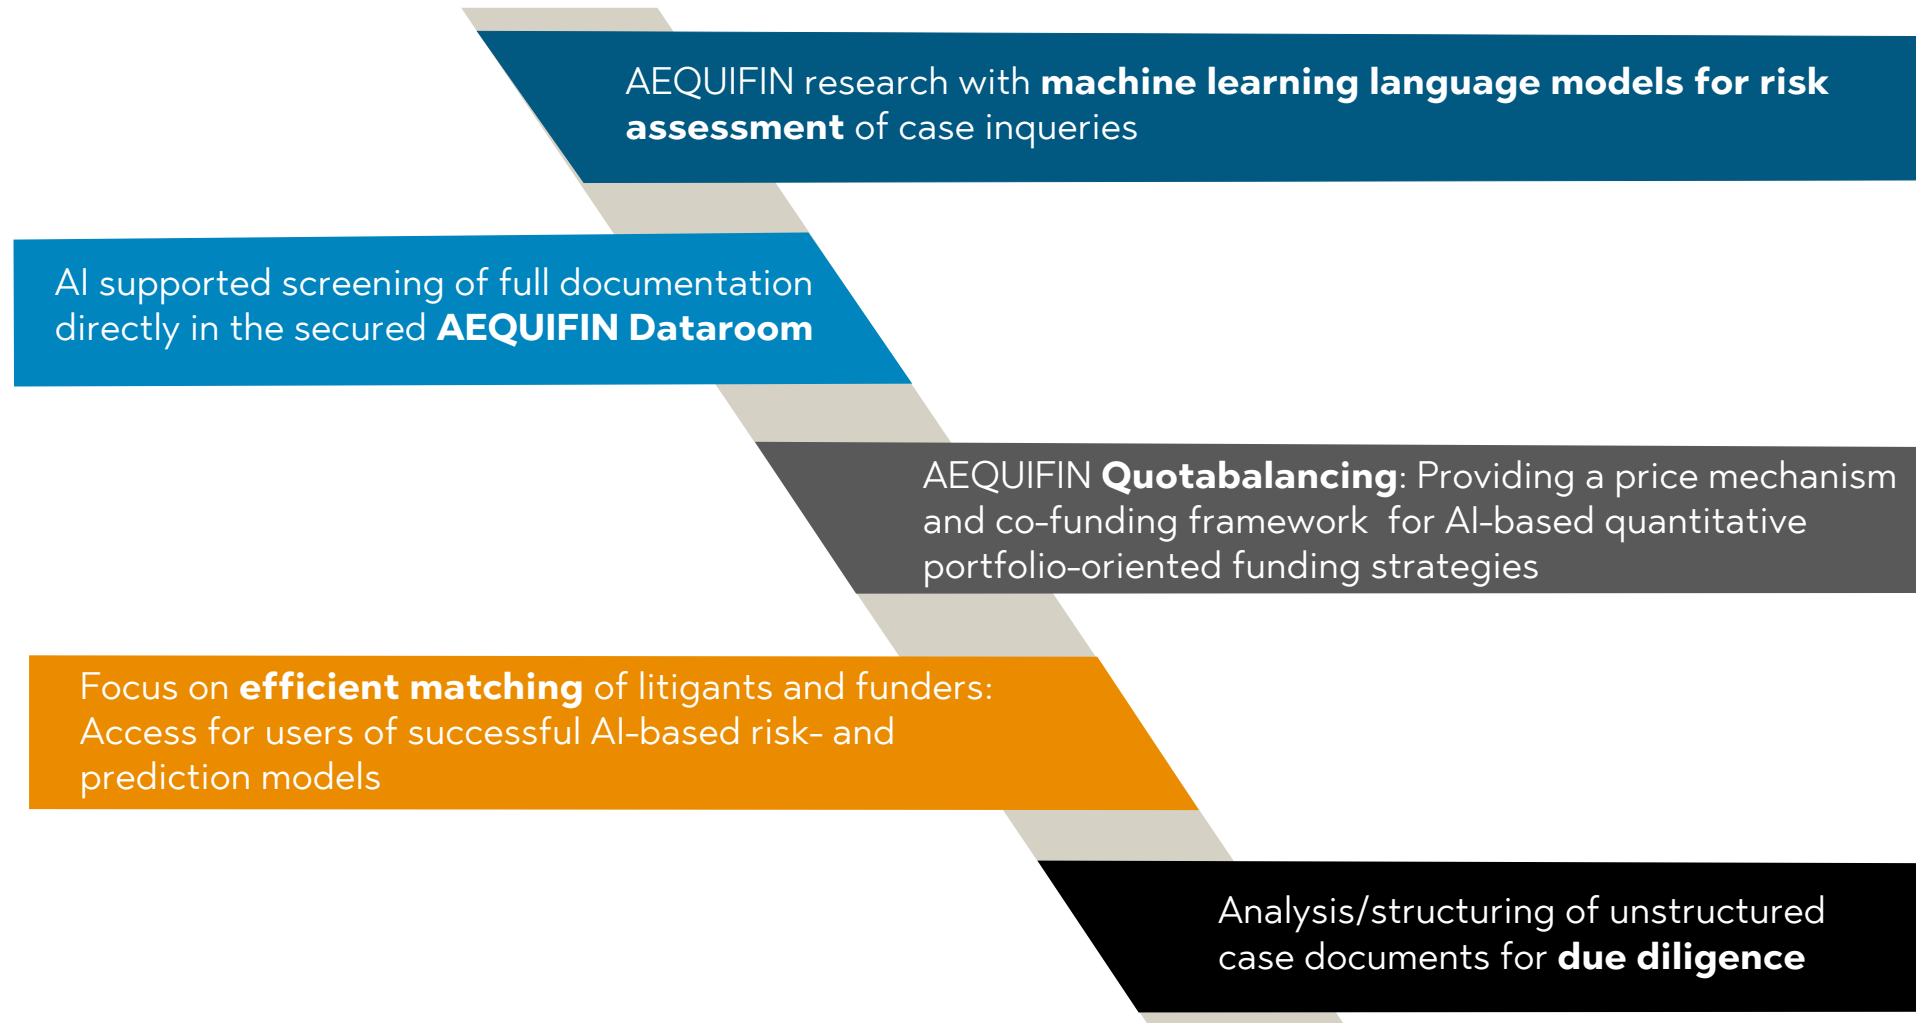 AEQUIFIN research with machine learning language models for risk
assessment of case inqueries
AI supported screening of full documentation
directly in the secured AEQUIFIN Dataroom
AEQUIFIN Quotabalancing: Providing a price mechanism
and co-funding framework for AI-based quantitative
portfolio-oriented funding strategies
Focus on efficient matching of litigants and funders:
Access for users of successful AI-based risk- and
prediction models
Analysis/structuring of unstructured
case documents for due diligence